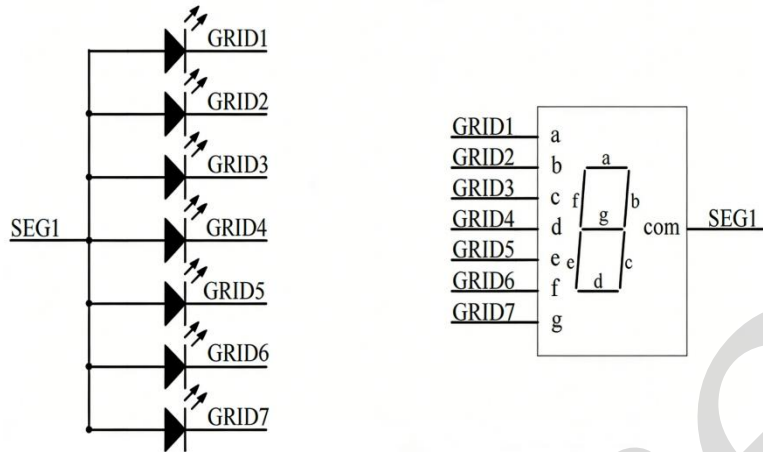 GRID1
GRID2
GRID3
SEG1
GRID4
GRID5
GRID6
GRID7
GRID1 a
GRID2 b a
GRID3 c f b
GRID4 d g com SEG1
GRID5 e e c
GRID6 f d
GRID7 g